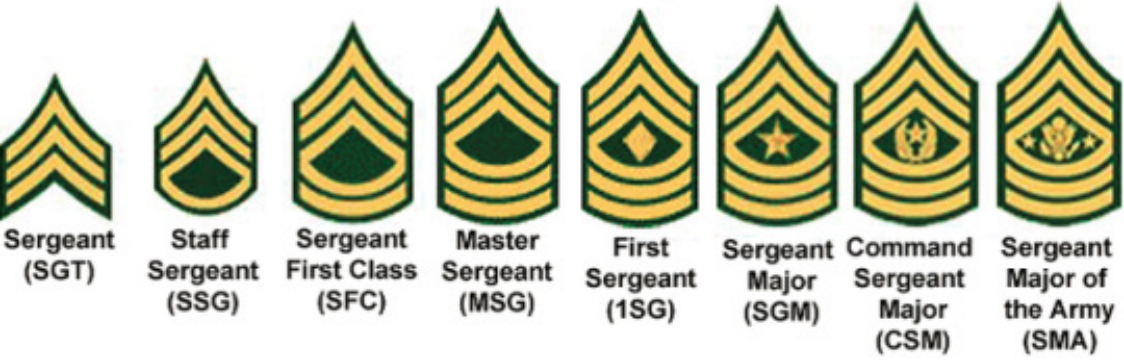 Sergeant
(SGT)
Staff
Sergeant
(SSG)
Sergeant
First Class
(SFC)
Master
Sergeant
(MSG)
First
Sergeant
(1SG)
Sergeant
Major
(SGM)
Command
Sergeant
Major
(CSM)
Sergeant
Major of
the Army
(SMA)